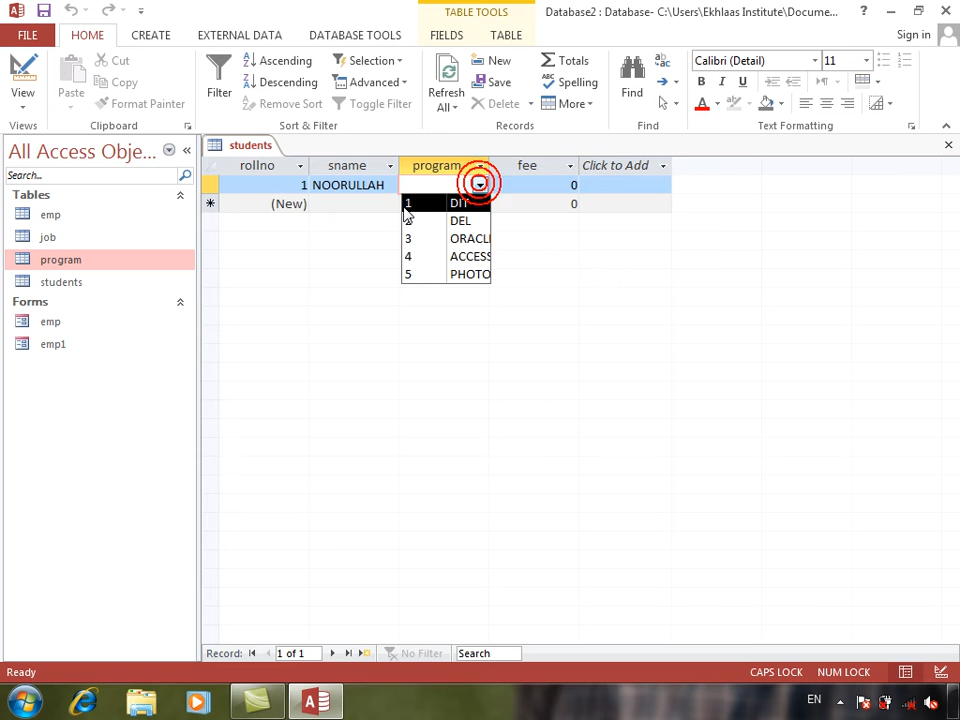 TABLE TOOLS
Database2 : Database- C:\Users\Ekhlaas Institute\Docume...
FILE HOME CREATE EXTERNAL DATA DATABASE TOOLS FIELDS TABLE Sign in
View
Views
Paste
Cut
Copy
Format Painter
Clipboard
Filter
Ascending
Descending
Remove Sort
Selection
Advanced
Toggle Filter
Sort & Filter
Refresh All
New
Save
Delete
Totals
Spelling
More
Records
Find
Find
Calibri (Detail) 11
B I U
A
Text Formatting
All Access Obje...
Search...
Tables
emp
job
program
students
Forms
emp
emp1
students
rollno sname program fee Click to Add
1 NOORULLAH 0
(New) 0
1 DIT
2 DEL
3 ORACLE
4 ACCESS
5 PHOTO
Record: 1 of 1 No Filter Search
Ready CAPS LOCK NUM LOCK
EN